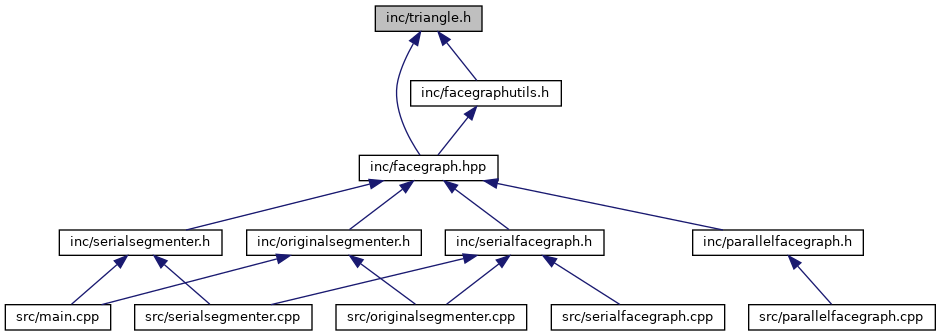 inc/triangle.h
inc/facegraphutils.h
inc/facegraph.hpp
inc/serialsegmenter.h
inc/originalsegmenter.h
inc/serialfacegraph.h
inc/parallelfacegraph.h
src/main.cpp
src/serialsegmenter.cpp
src/originalsegmenter.cpp
src/serialfacegraph.cpp
src/parallelfacegraph.cpp